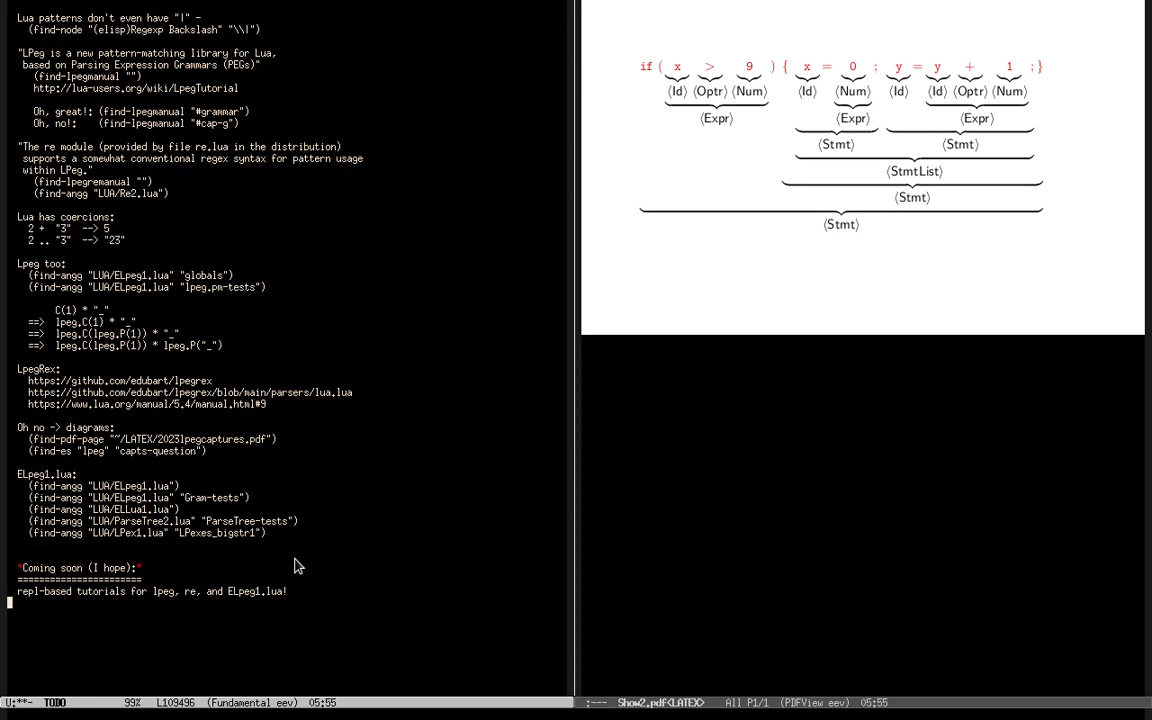 Lua patterns don't even have "|" -
(find-node "(elisp)Regexp Backslash" "\\|")
"LPeg is a new pattern-matching library for Lua,
based on Parsing Expression Grammars (PEGs)"
(find-lpegmanual "")
http://lua-users.org/wiki/LpegTutorial
Oh, great!: (find-lpegmanual "#grammar")
Oh, no!:    (find-lpegmanual "#cap-g")
"The re module (provided by file re.lua in the distribution)
supports a somewhat conventional regex syntax for pattern usage
within LPeg."
(find-lpegremanual "")
(find-angg "LUA/Re2.lua")
Lua has coercions:
2 +  "3"  --> 5
2 .. "3"  --> "23"
Lpeg too:
(find-angg "LUA/ELpeg1.lua" "globals")
(find-angg "LUA/ELpeg1.lua" "lpeg.pm-tests")
C(1) * "_"
==>  lpeg.C(1) * "_"
==>  lpeg.C(lpeg.P(1)) * "_"
==>  lpeg.C(lpeg.P(1)) * lpeg.P("_")
LpegRex:
https://github.com/edubart/lpegrex
https://github.com/edubart/lpegrex/blob/main/parsers/lua.lua
https://www.lua.org/manual/5.4/manual.html#9
Oh no -> diagrams:
(find-pdf-page "~/LATEX/2023lpegcaptures.pdf")
(find-es "lpeg" "capts-question")
ELpeg1.lua:
(find-angg "LUA/ELpeg1.lua")
(find-angg "LUA/ELpeg1.lua" "Gram-tests")
(find-angg "LUA/ELLua1.lua")
(find-angg "LUA/ParseTree2.lua" "ParseTree-tests")
(find-angg "LUA/LPex1.lua" "LPexes_bigstr1")
*Coming soon (I hope):*
=======================
repl-based tutorials for lpeg, re, and ELpeg1.lua!
U:**-  TODO          99%   L109496  (Fundamental eev) 05:55
if ( x > 9 ) { x = 0 ; y = y + 1 ; }
⟨Id⟩ ⟨Optr⟩ ⟨Num⟩ ⟨Id⟩ ⟨Num⟩ ⟨Id⟩ ⟨Id⟩ ⟨Optr⟩ ⟨Num⟩
⟨Expr⟩ ⟨Expr⟩ ⟨Expr⟩
⟨Stmt⟩ ⟨Stmt⟩
⟨StmtList⟩
⟨Stmt⟩
⟨Stmt⟩
:---  Show2.pdf<LATEX>    All P1/1  (PDFView eev) 05:55